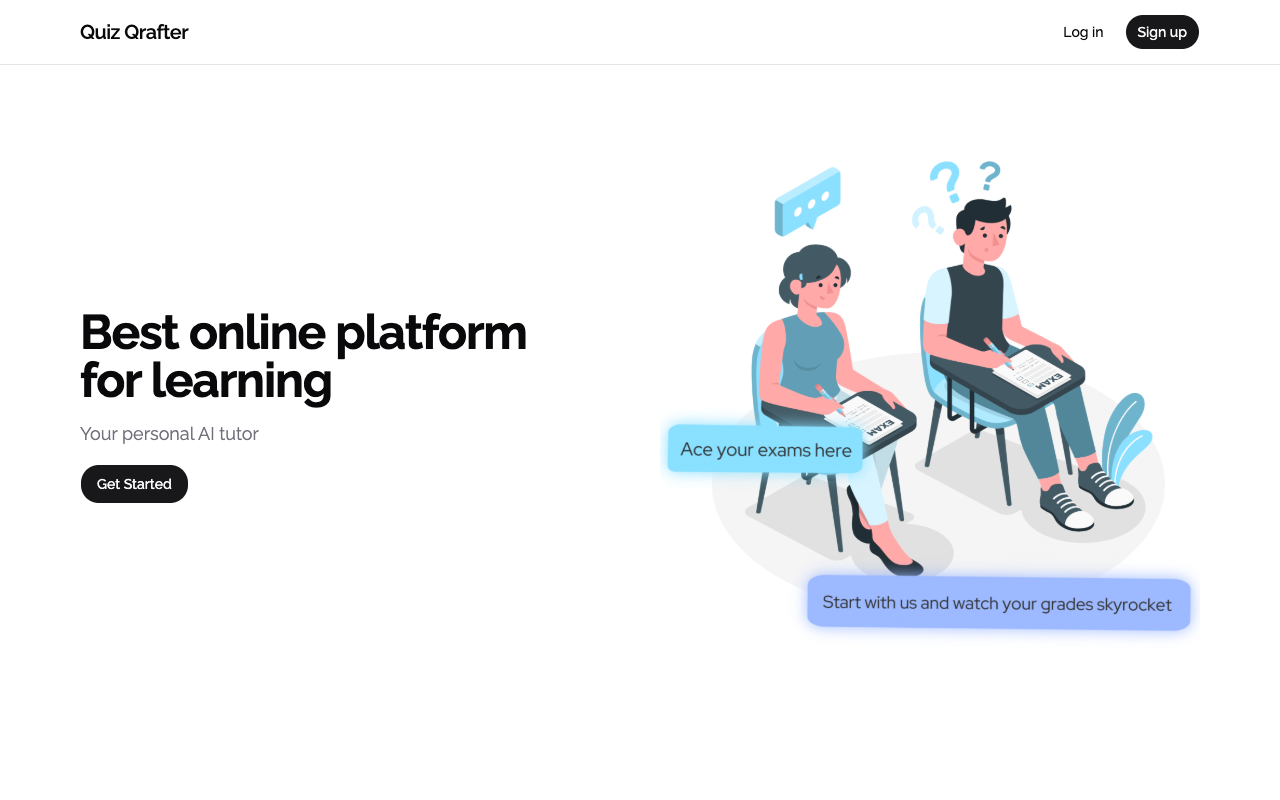 Quiz Qrafter
Log in
Sign up
Best online platform
for learning
Your personal AI tutor
Get Started
? ?
?
EXAM
EXAM
Ace your exams here
Start with us and watch your grades skyrocket